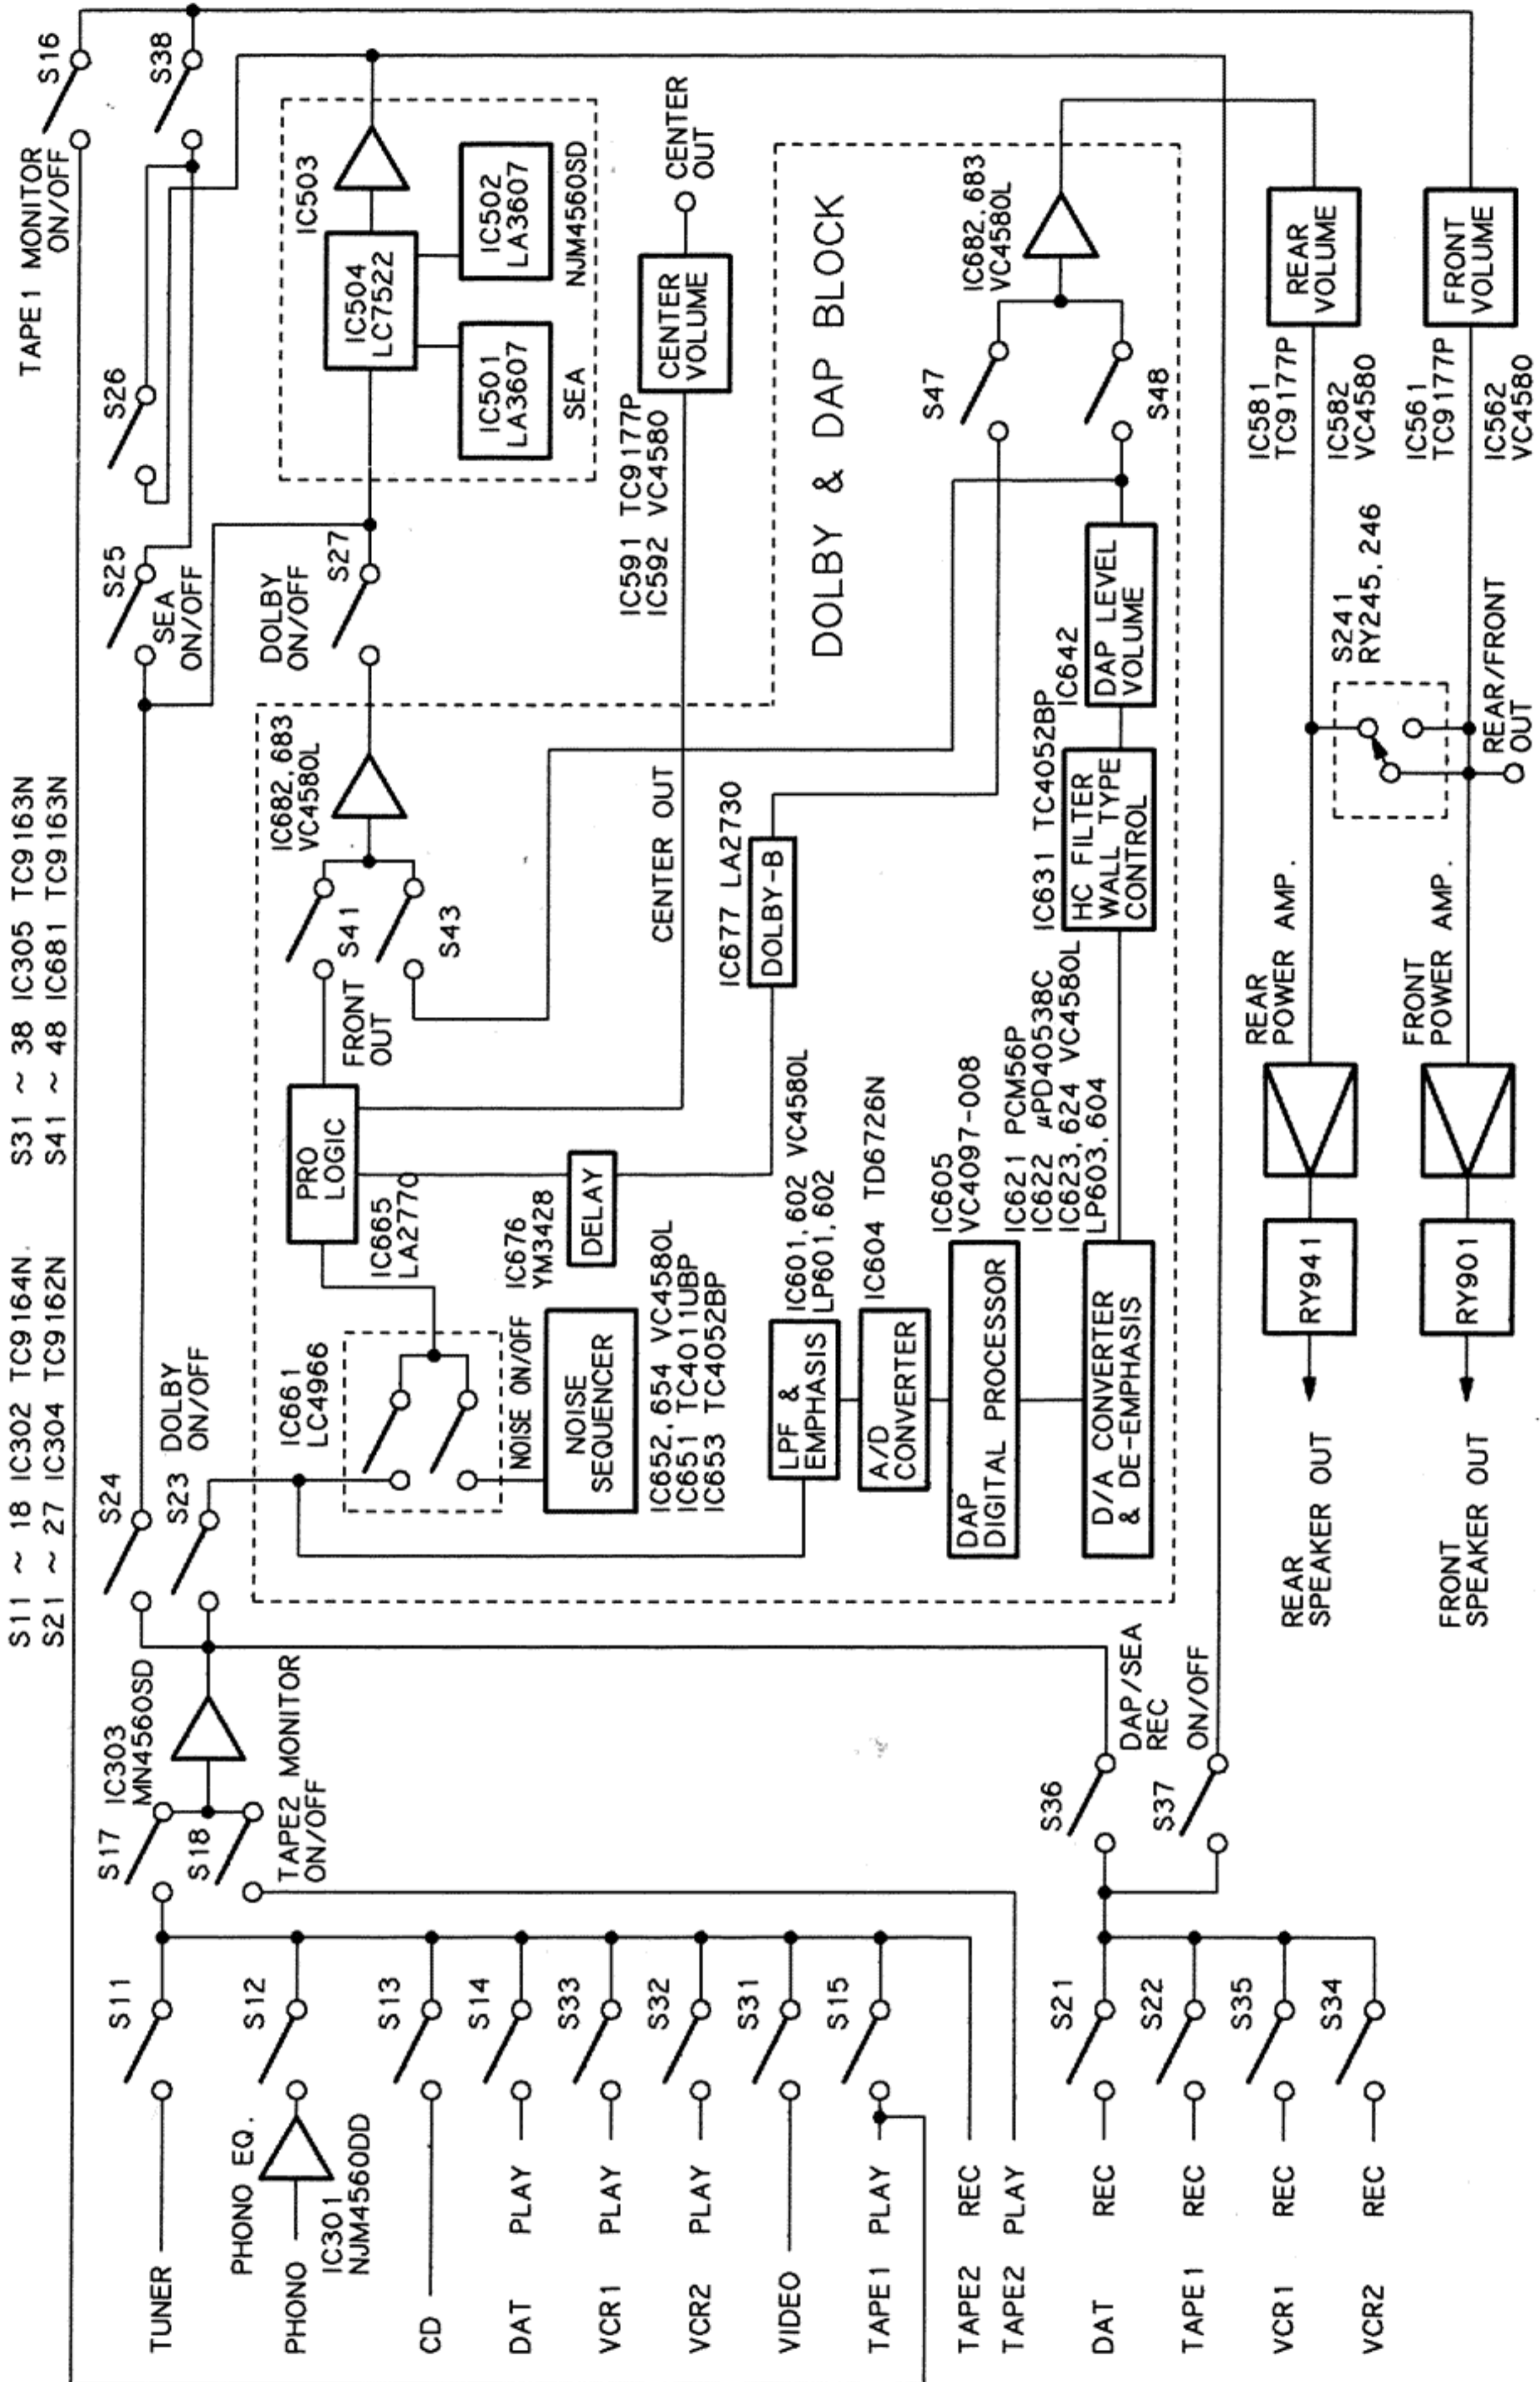 S11 ~ 18 IC302 TC9164N.
S21 ~ 27 IC304 TC9162N
S31 ~ 38 IC305 TC9163N
S41 ~ 48 IC681 TC9163N
TUNER
S11
PHONO EQ.
PHONO
IC301
NJM4560DD
S12
CD
S13
DAT PLAY
S14
VCR1 PLAY
S33
VCR2 PLAY
S32
VIDEO
S31
TAPE1 PLAY
S15
TAPE2 REC
TAPE2 PLAY
DAT REC
S21
TAPE1 REC
S22
VCR1 REC
S35
VCR2 REC
S34
S17
S18
IC303
MN4560SD
TAPE2 MONITOR
ON/OFF
S36
DAP/SEA
REC
S37
ON/OFF
S24
S23
DOLBY
ON/OFF
IC661
LC4966
NOISE ON/OFF
NOISE
SEQUENCER
IC652, 654 VC4580L
IC651 TC4011UBP
IC653 TC4052BP
PRO
LOGIC
IC665
LA2770
IC676
YM3428
DELAY
FRONT
OUT
S41
S43
IC682, 683
VC4580L
CENTER OUT
IC677 LA2730
DOLBY-B
LPF &
EMPHASIS
IC601, 602 VC4580L
LP601, 602
A/D
CONVERTER
IC604 TD6726N
DAP
DIGITAL PROCESSOR
IC605
VC4097-008
D/A CONVERTER
& DE-EMPHASIS
IC621 PCM56P
IC622 μPD40538C
IC623, 624 VC4580L
LP603, 604
HC FILTER
WALL TYPE
CONTROL
IC631 TC4052BP
DAP LEVEL
VOLUME
IC642
DOLBY & DAP BLOCK
S47
S48
IC682, 683
VC4580L
S25
SEA
ON/OFF
S26
DOLBY
ON/OFF
S27
TAPE1 MONITOR
ON/OFF
S16
S38
IC503
IC504
LC7522
IC501
LA3607
IC502
LA3607
SEA
NJM4560SD
IC591 TC9177P
IC592 VC4580
CENTER
VOLUME
CENTER
OUT
REAR
VOLUME
IC581
TC9177P
IC582
VC4580
FRONT
VOLUME
IC561
TC9177P
IC562
VC4580
S241
RY245, 246
REAR/FRONT
OUT
REAR
POWER AMP.
FRONT
POWER AMP.
RY941
RY901
REAR
SPEAKER OUT
FRONT
SPEAKER OUT